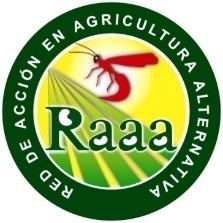 RED DE ACCIÓN EN AGRICULTURA ALTERNATIVA
Raaa